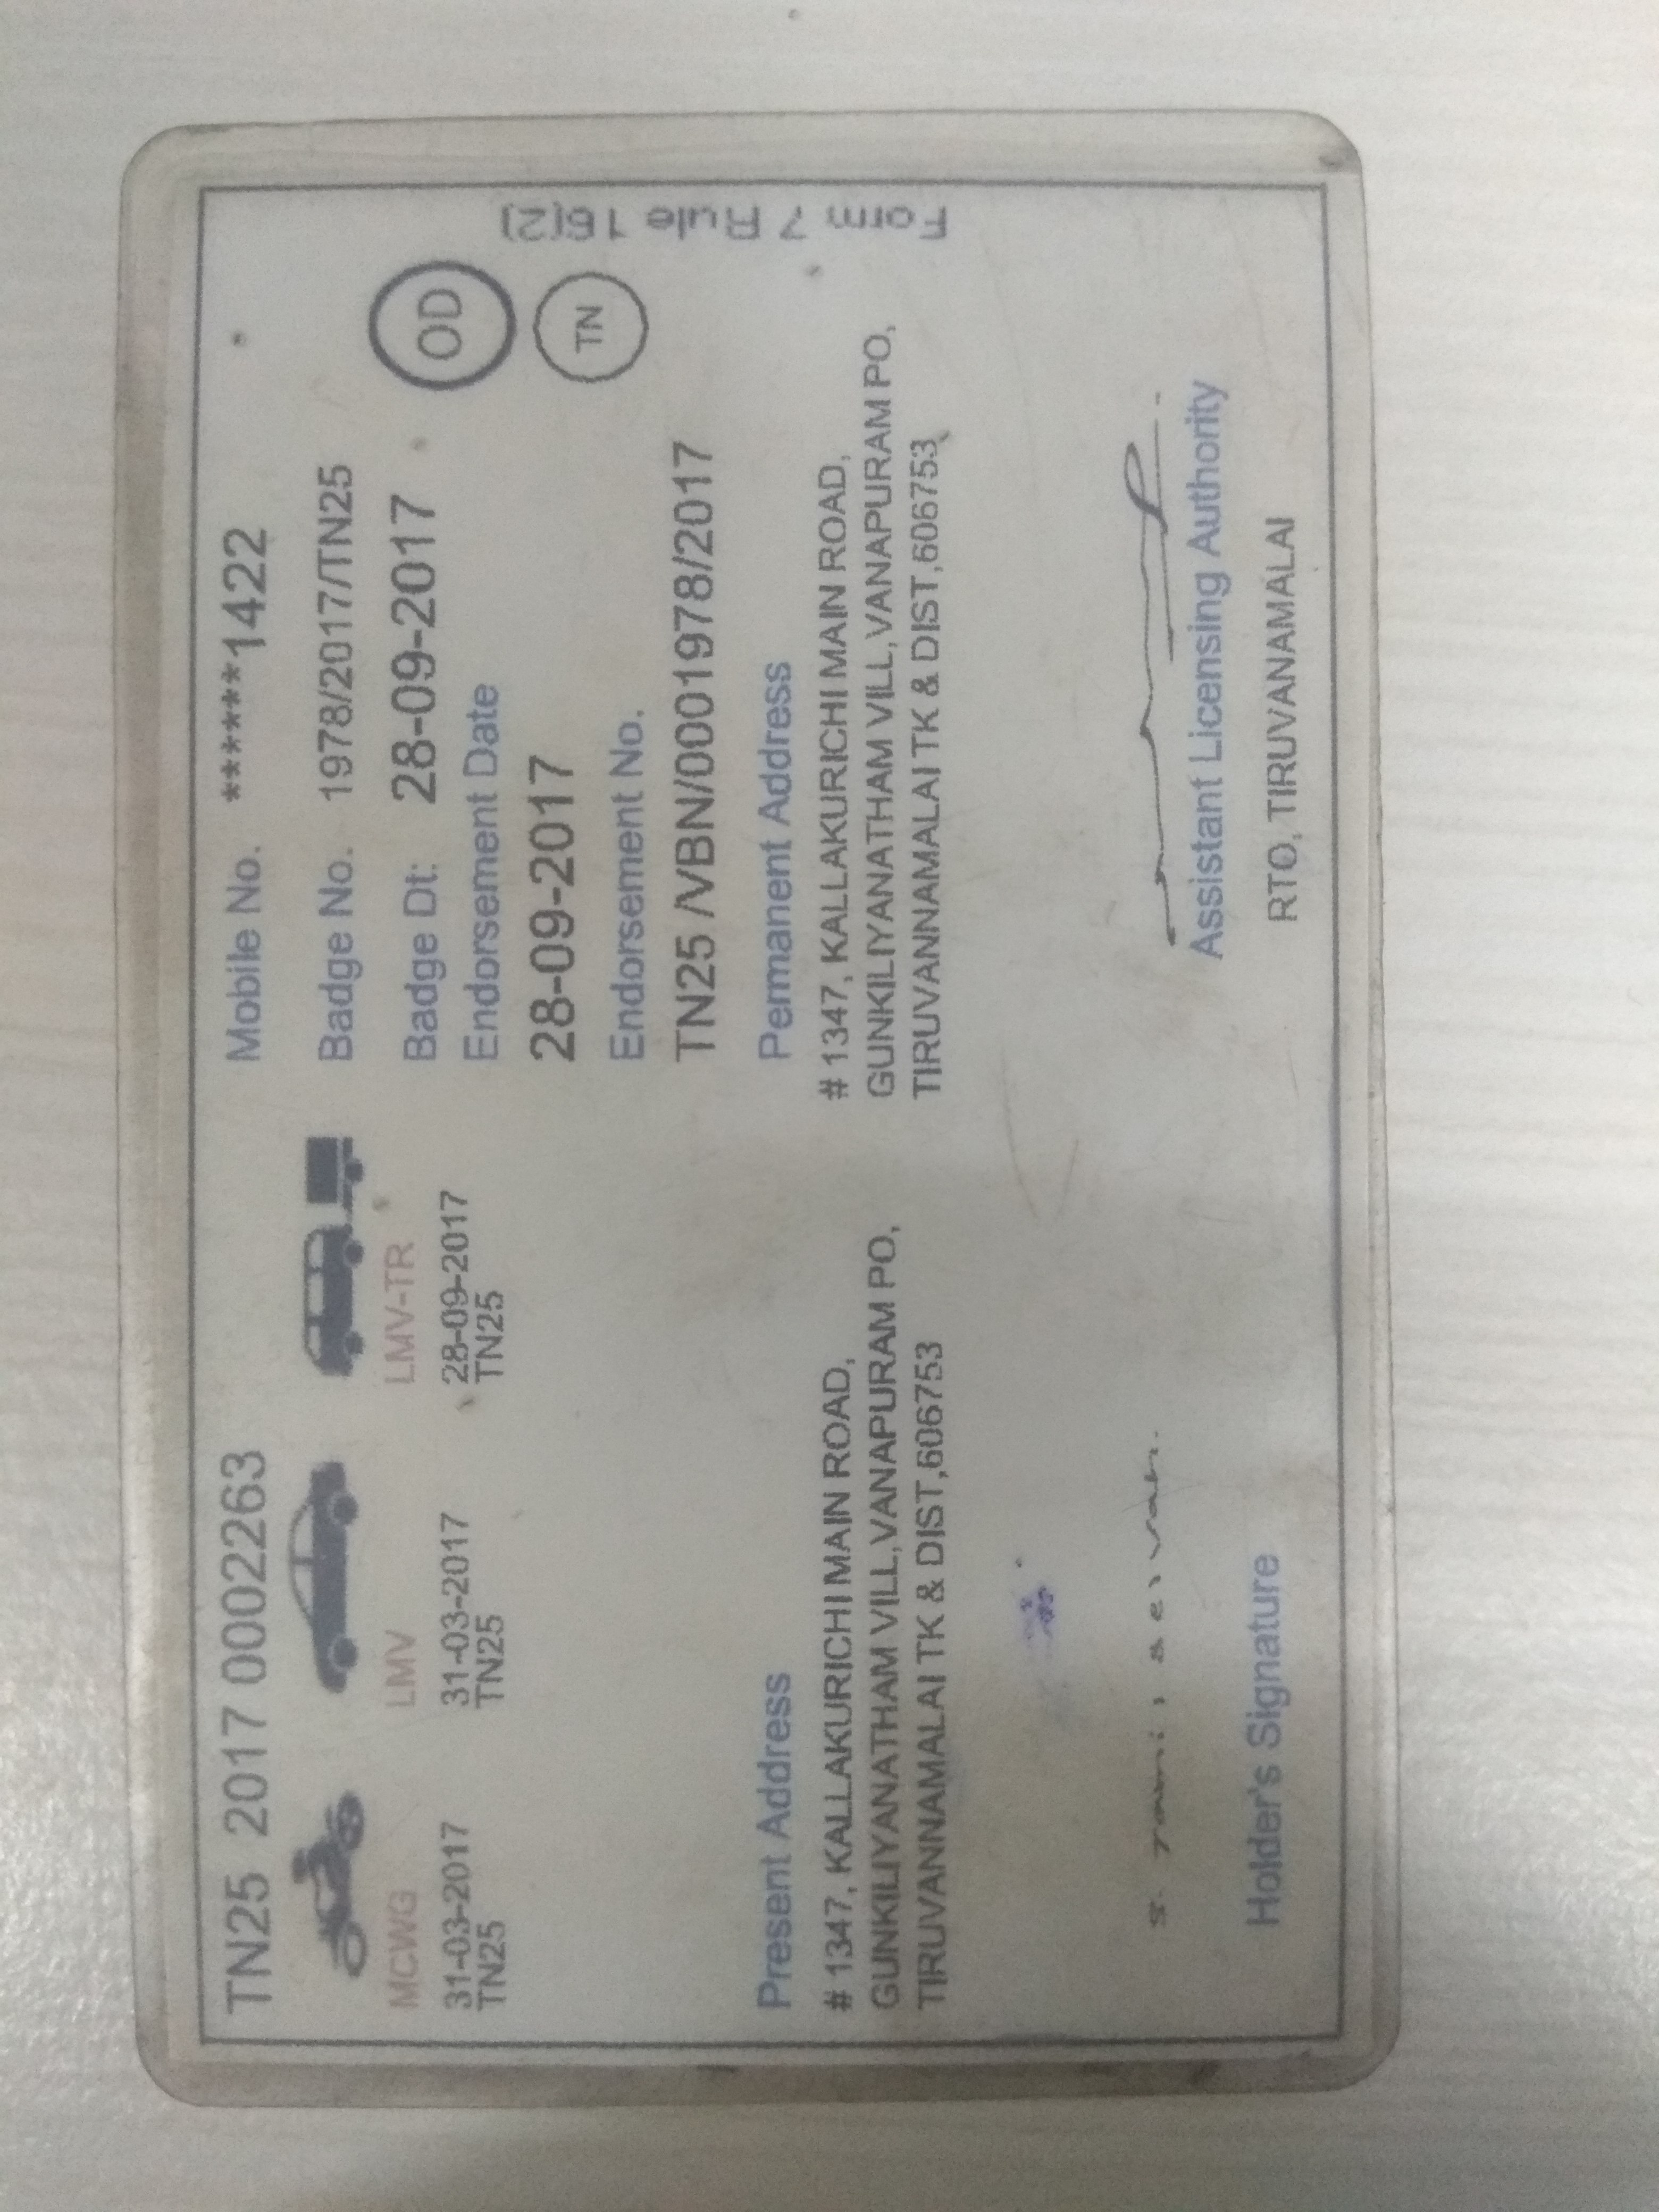 TN25 2017 0002263
MCWG
31-03-2017
TN25
LMV
31-03-2017
TN25
LMV-TR
28-09-2017
TN25
Mobile No. ******1422
Badge No. 1978/2017/TN25
Badge Dt: 28-09-2017
Endorsement Date
28-09-2017
Endorsement No.
TN25 /VBN/0001978/2017
OD
TN
Form 7 Rule 16(2)
Present Address
# 1347, KALLAKURICHI MAIN ROAD,
GUNKILIYANATHAM VILL,VANAPURAM PO,
TIRUVANNAMALAI TK & DIST,606753
Permanent Address
# 1347, KALLAKURICHI MAIN ROAD,
GUNKILIYANATHAM VILL,VANAPURAM PO,
TIRUVANNAMALAI TK & DIST,606753
Holder's Signature
Assistant Licensing Authority
RTO, TIRUVANAMALAI